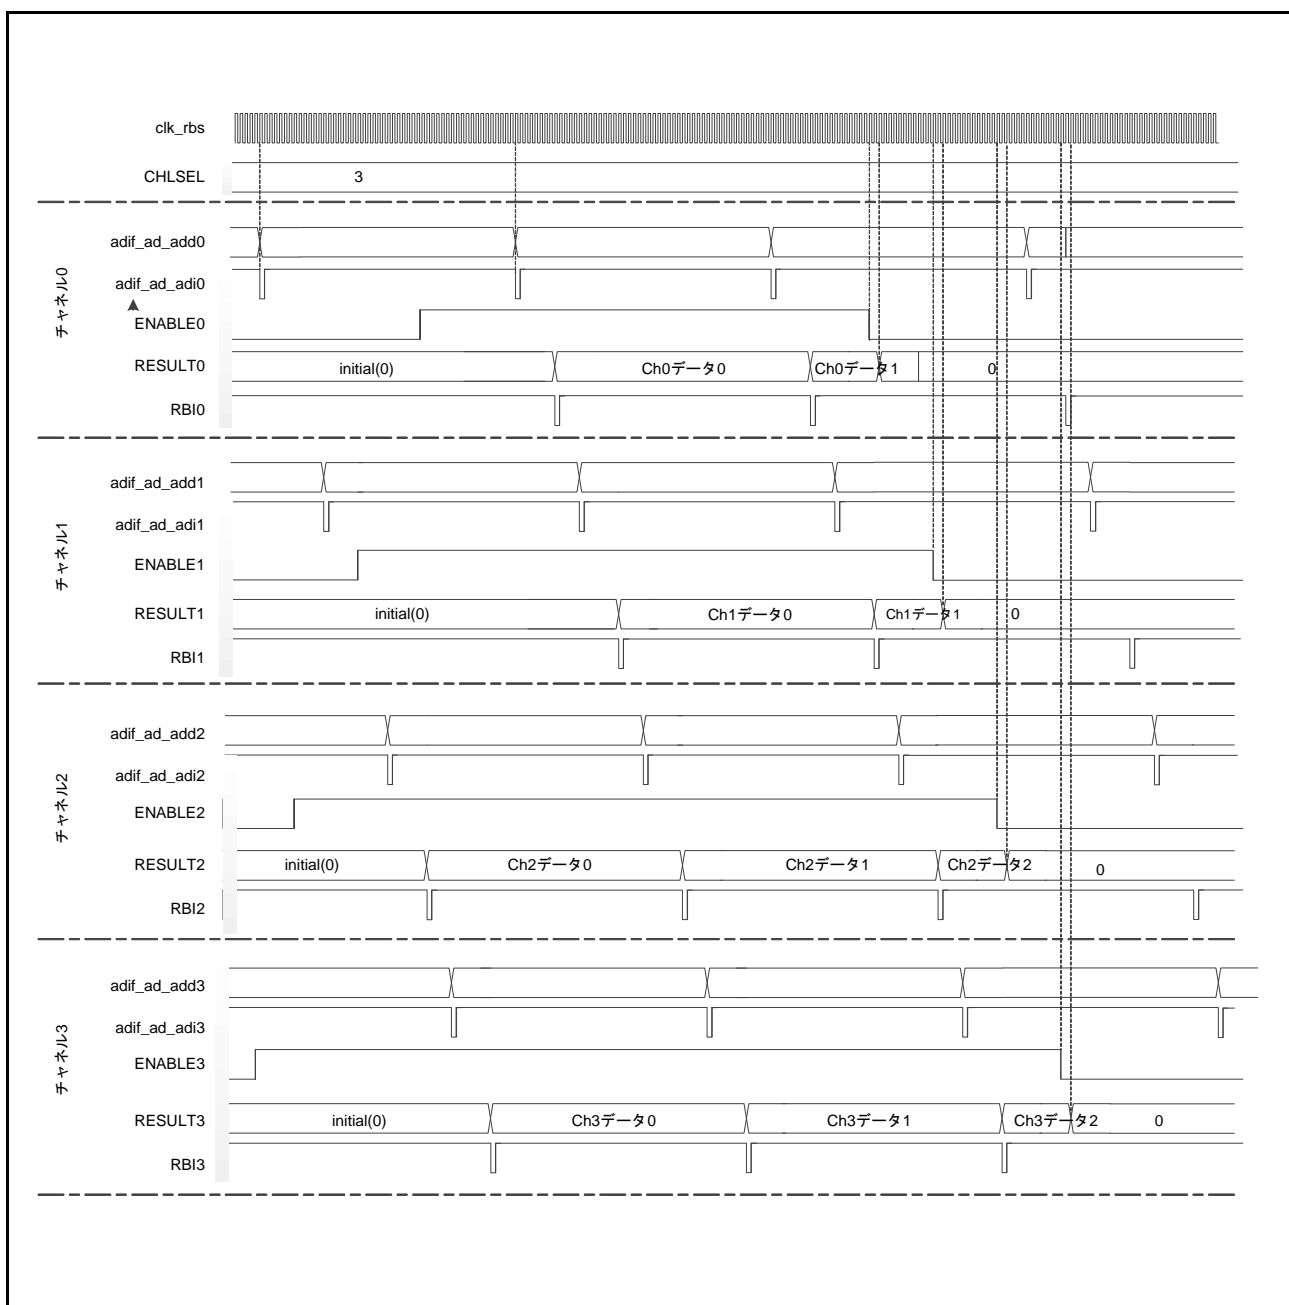 clk_rbs
CHLSEL 3
チャネル0
adif_ad_add0
adif_ad_adi0
ENABLE0
RESULT0 initial(0) Ch0データ0 Ch0データ1 0
RBI0
チャネル1
adif_ad_add1
adif_ad_adi1
ENABLE1
RESULT1 initial(0) Ch1データ0 Ch1データ1 0
RBI1
チャネル2
adif_ad_add2
adif_ad_adi2
ENABLE2
RESULT2 initial(0) Ch2データ0 Ch2データ1 Ch2データ2 0
RBI2
チャネル3
adif_ad_add3
adif_ad_adi3
ENABLE3
RESULT3 initial(0) Ch3データ0 Ch3データ1 Ch3データ2 0
RBI3